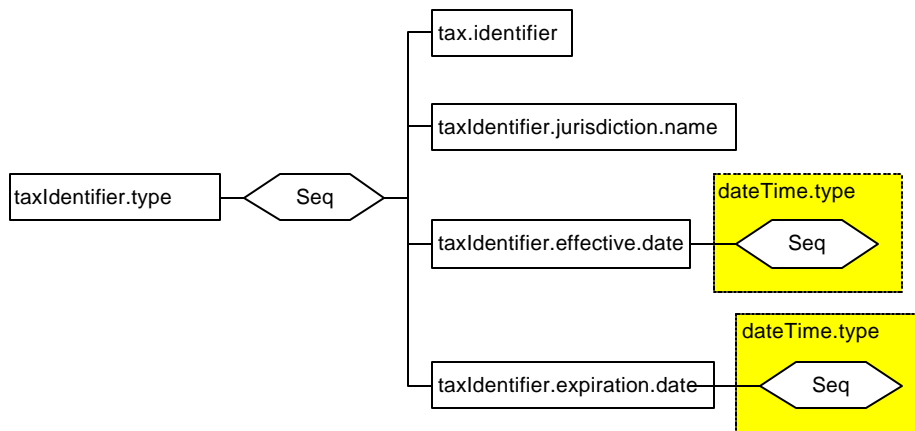 tax.identifier
taxIdentifier.jurisdiction.name
taxIdentifier.type
Seq
taxIdentifier.effective.date
dateTime.type
Seq
taxIdentifier.expiration.date
dateTime.type
Seq